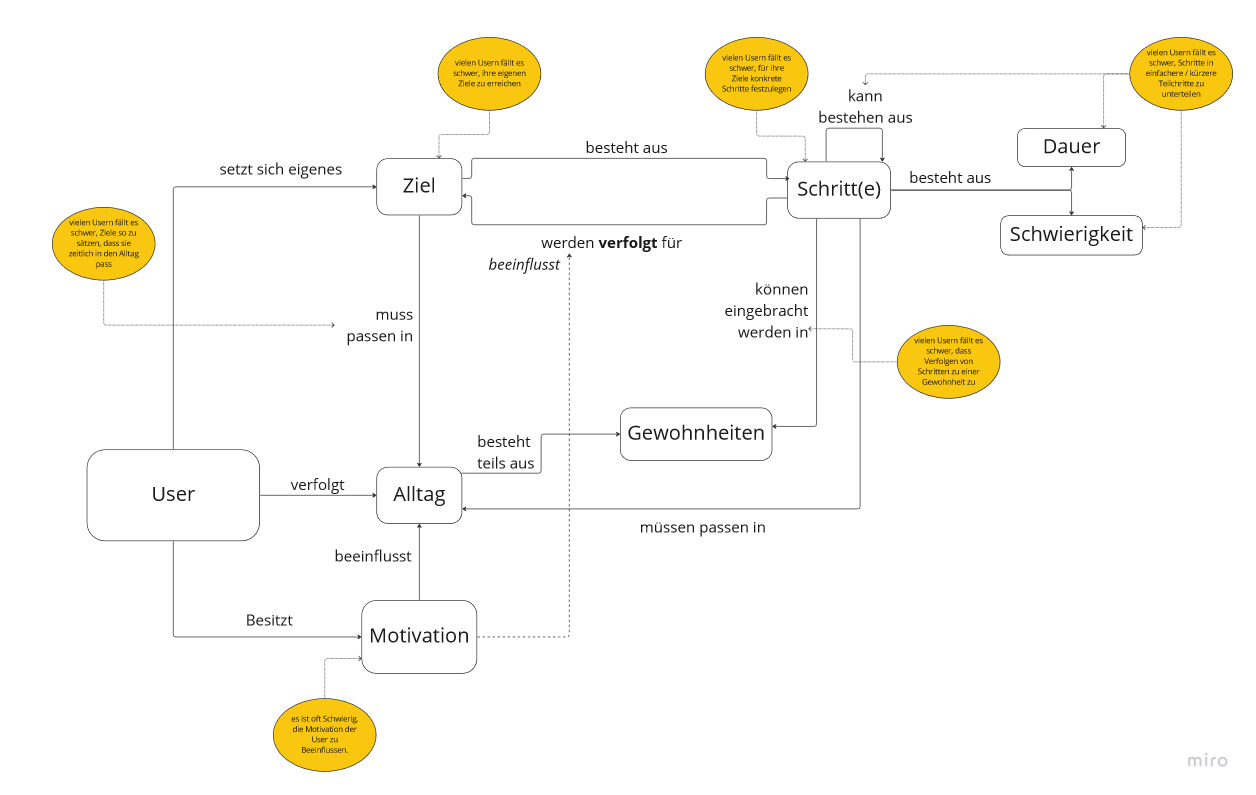 vielen Usern fällt es
schwer, ihre eigenen
Ziele zu erreichen
vielen Usern fällt es
schwer, für ihre
Ziele konkrete
Schritte festzulegen
vielen Usern fällt es
schwer, Schritte in
einfachere / kürzere
Teilchritte zu
unterteilen
kann
bestehen aus
Dauer
besteht aus
setzt sich eigenes
Ziel
Schritt(e)
besteht aus
Schwierigkeit
vielen Usern fällt es
schwer, Ziele so zu
sätzen, dass sie
zeitlich in den Alltag
pass
werden verfolgt für
beeinflusst
können
eingebracht
werden in
muss
passen in
vielen Usern fällt es
schwer, dass
Verfolgen von
Schritten zu einer
Gewohnheit zu
Gewohnheiten
besteht
teils aus
User
verfolgt
Alltag
müssen passen in
beeinflusst
Besitzt
Motivation
es ist oft Schwierig,
die Motivation der
User zu
Beeinflussen.
miro